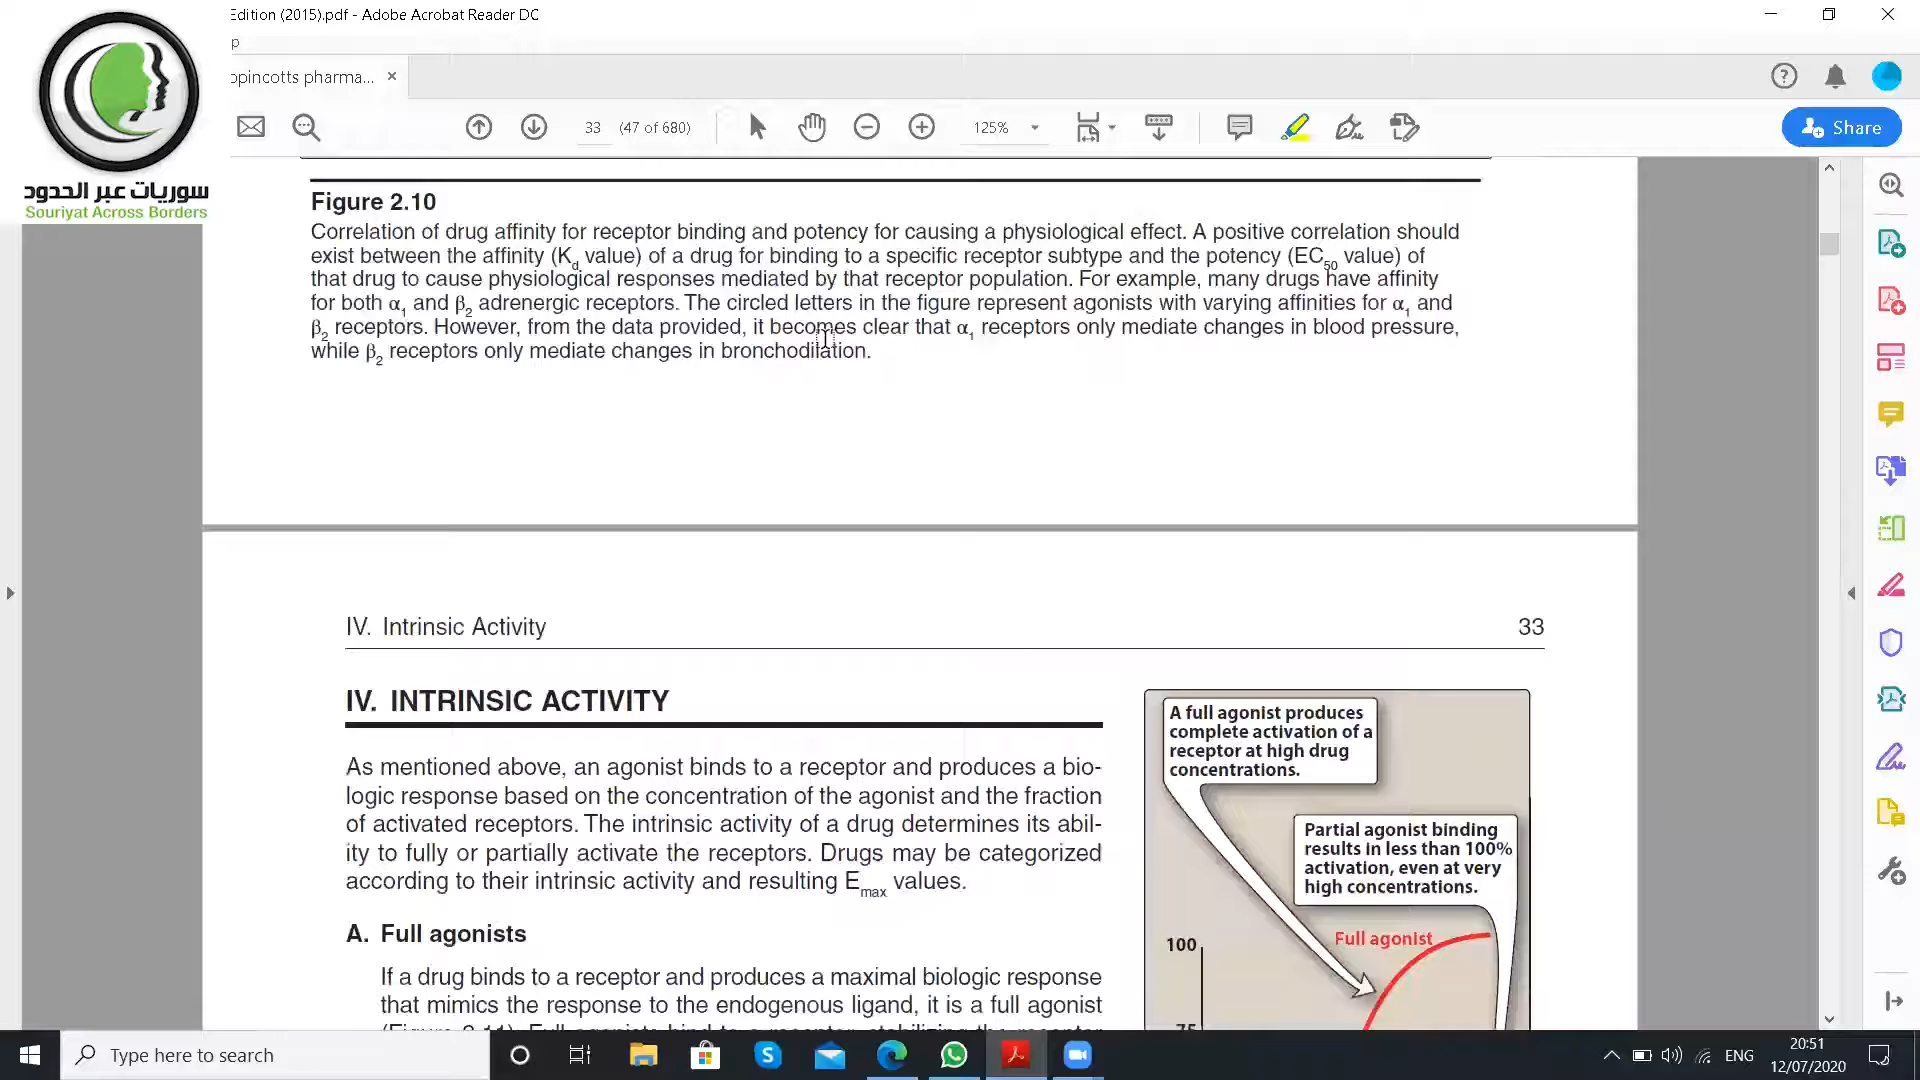 Edition (2015).pdf - Adobe Acrobat Reader DC
p
opincotts pharma...
33 (47 of 680)
125%
Share
سوريات عبر الحدود
Souriyat Across Borders
Figure 2.10
Correlation of drug affinity for receptor binding and potency for causing a physiological effect. A positive correlation should
exist between the affinity (Kd value) of a drug for binding to a specific receptor subtype and the potency (EC50 value) of
that drug to cause physiological responses mediated by that receptor population. For example, many drugs have affinity
for both α1 and β2 adrenergic receptors. The circled letters in the figure represent agonists with varying affinities for α1 and
β2 receptors. However, from the data provided, it becomes clear that α1 receptors only mediate changes in blood pressure,
while β2 receptors only mediate changes in bronchodilation.
IV. Intrinsic Activity
33
IV. INTRINSIC ACTIVITY
As mentioned above, an agonist binds to a receptor and produces a bio-
logic response based on the concentration of the agonist and the fraction
of activated receptors. The intrinsic activity of a drug determines its abil-
ity to fully or partially activate the receptors. Drugs may be categorized
according to their intrinsic activity and resulting Emax values.
A. Full agonists
If a drug binds to a receptor and produces a maximal biologic response
that mimics the response to the endogenous ligand, it is a full agonist
A full agonist produces
complete activation of a
receptor at high drug
concentrations.
Partial agonist binding
results in less than 100%
activation, even at very
high concentrations.
100
Full agonist
75
Type here to search
ENG
20:51
12/07/2020